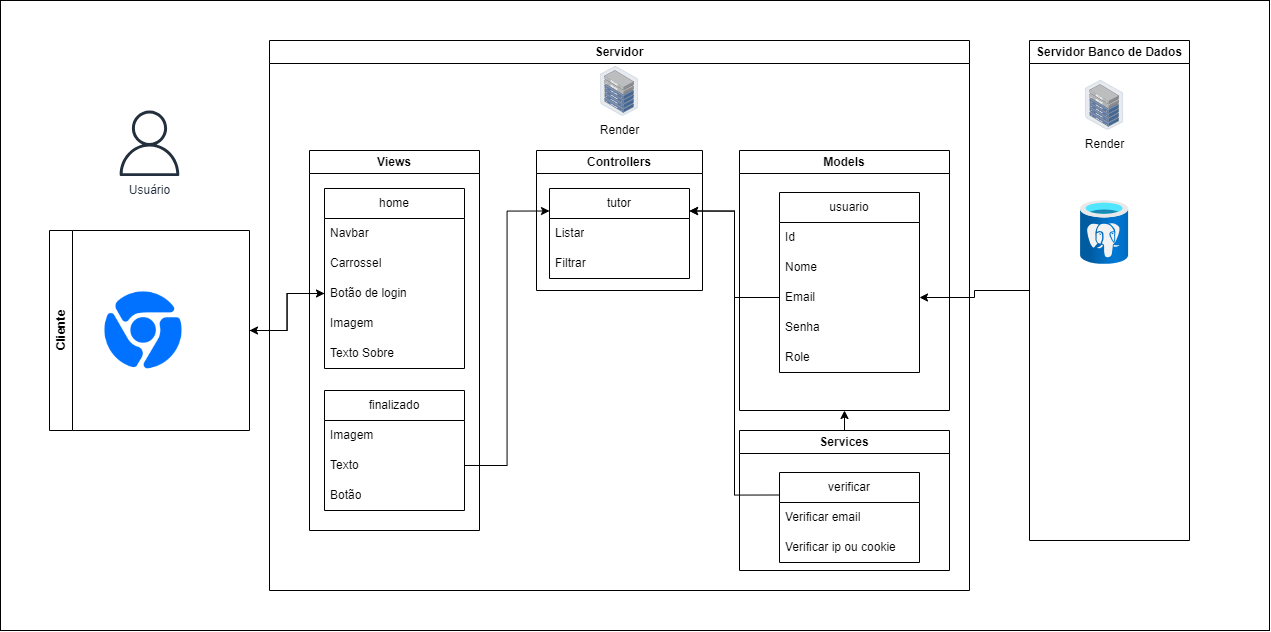 Usuário
Cliente
Servidor
Render
Views
home
Navbar
Carrossel
Botão de login
Imagem
Texto Sobre
finalizado
Imagem
Texto
Botão
Controllers
tutor
Listar
Filtrar
Models
usuario
Id
Nome
Email
Senha
Role
Services
verificar
Verificar email
Verificar ip ou cookie
Servidor Banco de Dados
Render